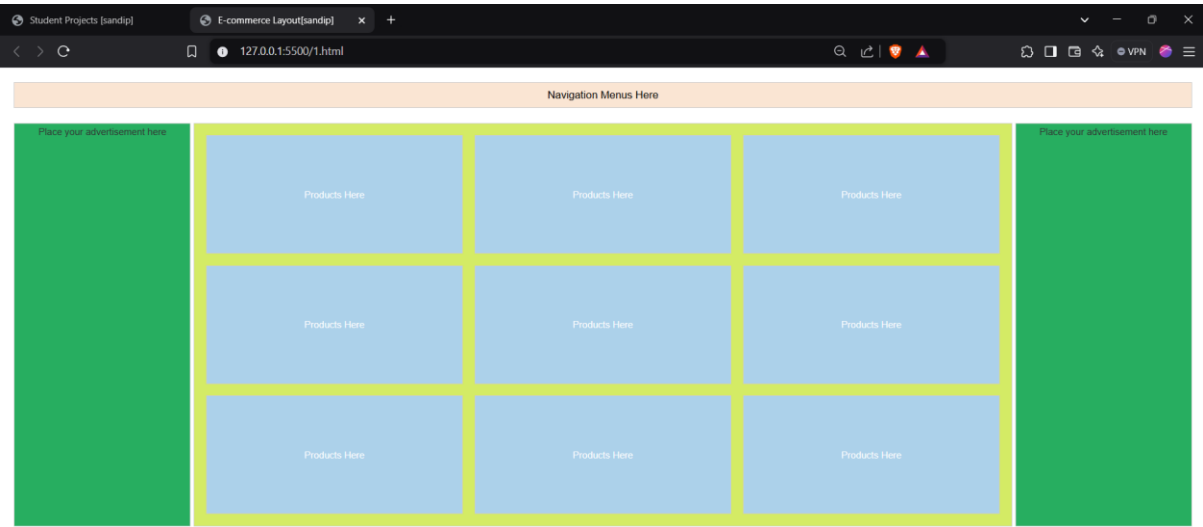 Student Projects [sandip]
E-commerce Layout[sandip]
127.0.0.1:5500/1.html
VPN
Navigation Menus Here
Place your advertisement here
Products Here
Products Here
Products Here
Place your advertisement here
Products Here
Products Here
Products Here
Products Here
Products Here
Products Here